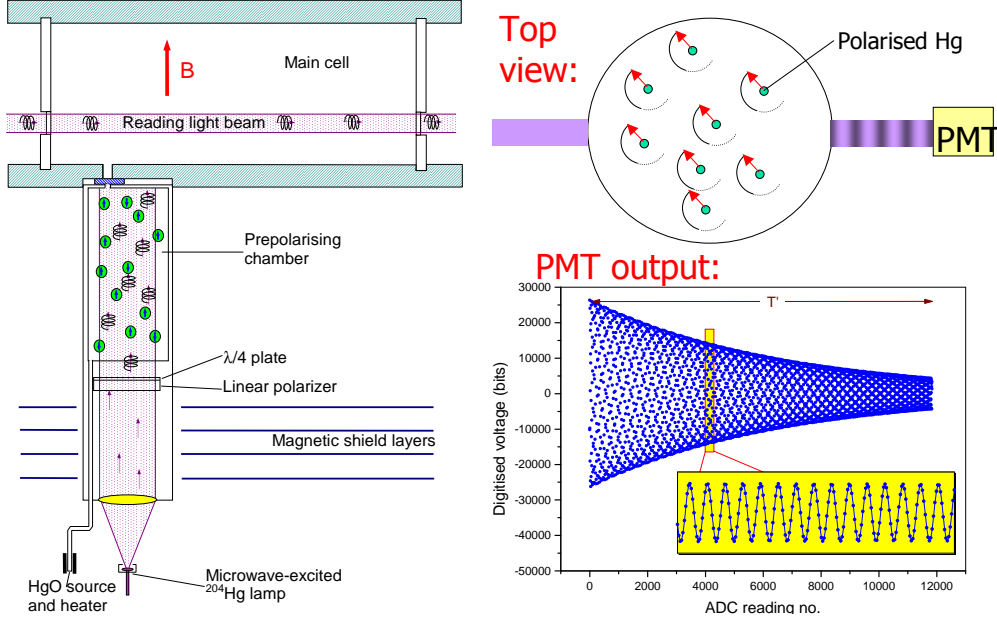 B
Main cell
Reading light beam
Prepolarising
chamber
λ/4 plate
Linear polarizer
Magnetic shield layers
HgO source
and heater
Microwave-excited
²⁰⁴Hg lamp
Top
view:
Polarised Hg
PMT
PMT output:
T'
30000
20000
10000
0
-10000
-20000
-30000
-40000
-50000
Digitised voltage (bits)
0 2000 4000 6000 8000 10000 12000
ADC reading no.